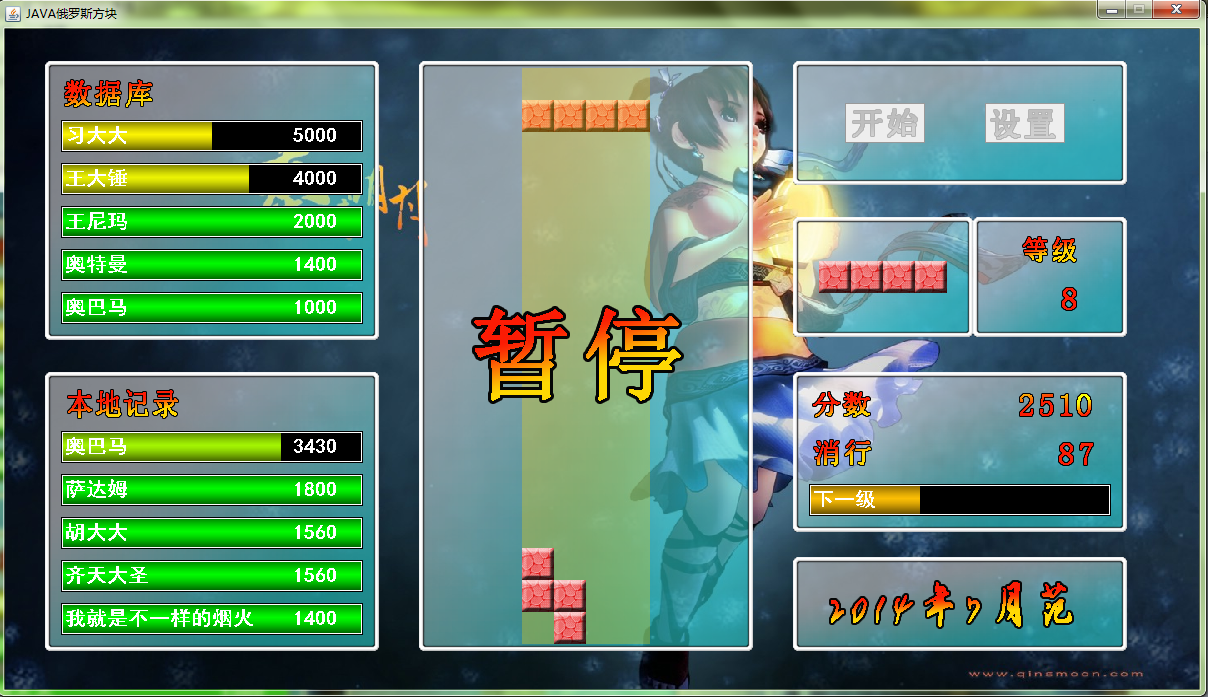 JAVA俄罗斯方块
数据库
习大大 5000
王大锤 4000
王尼玛 2000
奥特曼 1400
奥巴马 1000
本地记录
奥巴马 3430
萨达姆 1800
胡大大 1560
齐天大圣 1560
我就是不一样的烟火 1400
暂停
开始 设置
等级
8
分数 2510
消行 87
下一级
2014年7月范
www.qingmoon.com